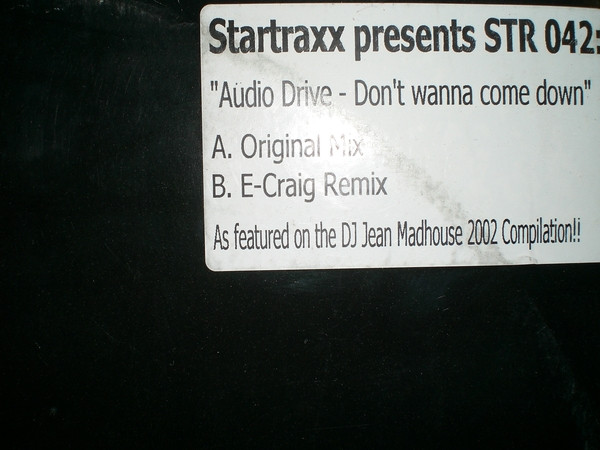 Startraxx presents STR 042:
"Audio Drive - Don't wanna come down"
A. Original Mix
B. E-Craig Remix
As featured on the DJ Jean Madhouse 2002 Compilation!!